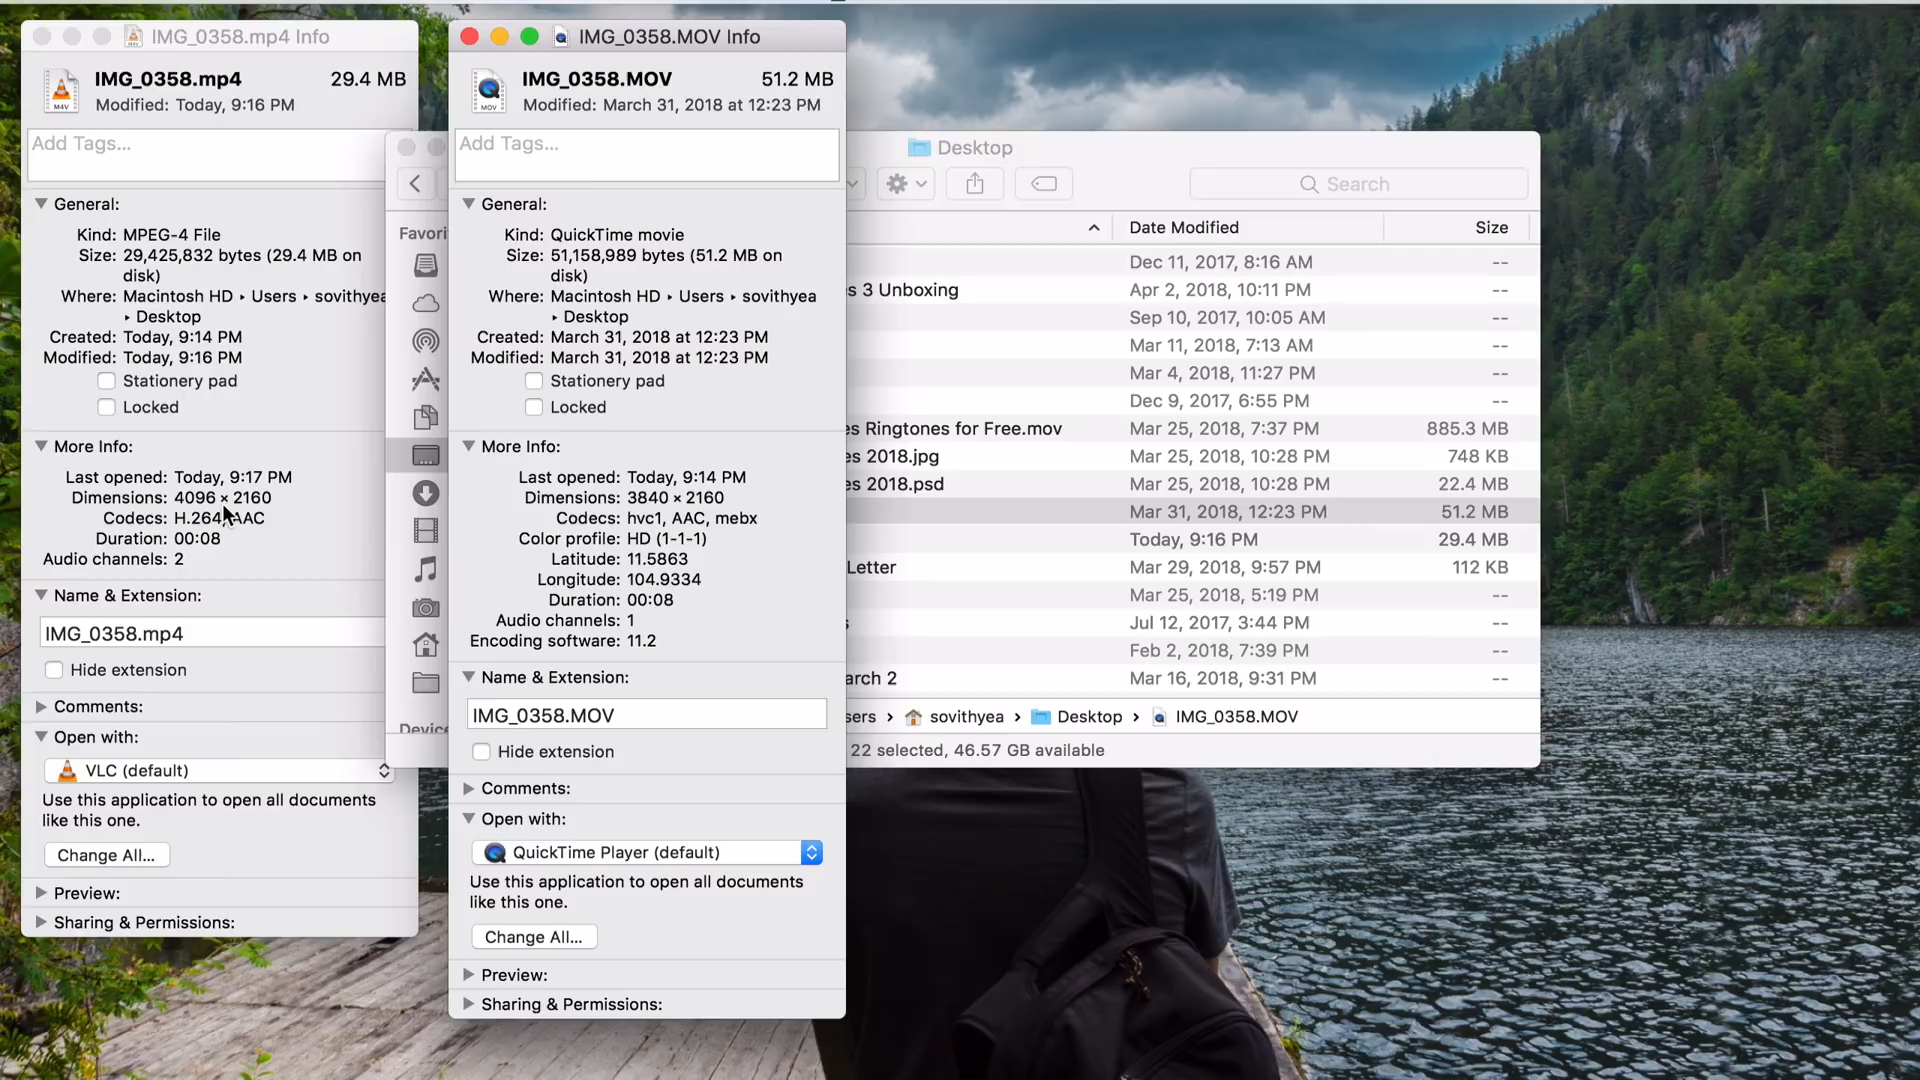 IMG_0358.mp4 Info
IMG_0358.mp4 29.4 MB
Modified: Today, 9:16 PM
Add Tags...
General:
Kind: MPEG-4 File
Size: 29,425,832 bytes (29.4 MB on
disk)
Where: Macintosh HD ▸ Users ▸ sovithyea
▸ Desktop
Created: Today, 9:14 PM
Modified: Today, 9:16 PM
Stationery pad
Locked
More Info:
Last opened: Today, 9:17 PM
Dimensions: 4096 × 2160
Codecs: H.264, AAC
Duration: 00:08
Audio channels: 2
Name & Extension:
IMG_0358.mp4
Hide extension
Comments:
Open with:
VLC (default)
Use this application to open all documents
like this one.
Change All...
Preview:
Sharing & Permissions:
IMG_0358.MOV Info
IMG_0358.MOV 51.2 MB
MOV
Modified: March 31, 2018 at 12:23 PM
Add Tags...
General:
Kind: QuickTime movie
Size: 51,158,989 bytes (51.2 MB on
disk)
Where: Macintosh HD ▸ Users ▸ sovithyea
▸ Desktop
Created: March 31, 2018 at 12:23 PM
Modified: March 31, 2018 at 12:23 PM
Stationery pad
Locked
More Info:
Last opened: Today, 9:14 PM
Dimensions: 3840 × 2160
Codecs: hvc1, AAC, mebx
Color profile: HD (1-1-1)
Latitude: 11.5863
Longitude: 104.9334
Duration: 00:08
Audio channels: 1
Encoding software: 11.2
Name & Extension:
IMG_0358.MOV
Hide extension
Comments:
Open with:
QuickTime Player (default)
Use this application to open all documents
like this one.
Change All...
Preview:
Sharing & Permissions:
Desktop
Search
Favori
Device
Date Modified Size
Dec 11, 2017, 8:16 AM --
s 3 Unboxing Apr 2, 2018, 10:11 PM --
Sep 10, 2017, 10:05 AM --
Mar 11, 2018, 7:13 AM --
Mar 4, 2018, 11:27 PM --
Dec 9, 2017, 6:55 PM --
es Ringtones for Free.mov Mar 25, 2018, 7:37 PM 885.3 MB
es 2018.jpg Mar 25, 2018, 10:28 PM 748 KB
es 2018.psd Mar 25, 2018, 10:28 PM 22.4 MB
Mar 31, 2018, 12:23 PM 51.2 MB
Today, 9:16 PM 29.4 MB
Letter Mar 29, 2018, 9:57 PM 112 KB
Mar 25, 2018, 5:19 PM --
s Jul 12, 2017, 3:44 PM --
Feb 2, 2018, 7:39 PM --
arch 2 Mar 16, 2018, 9:31 PM --
sers › sovithyea › Desktop › IMG_0358.MOV
22 selected, 46.57 GB available